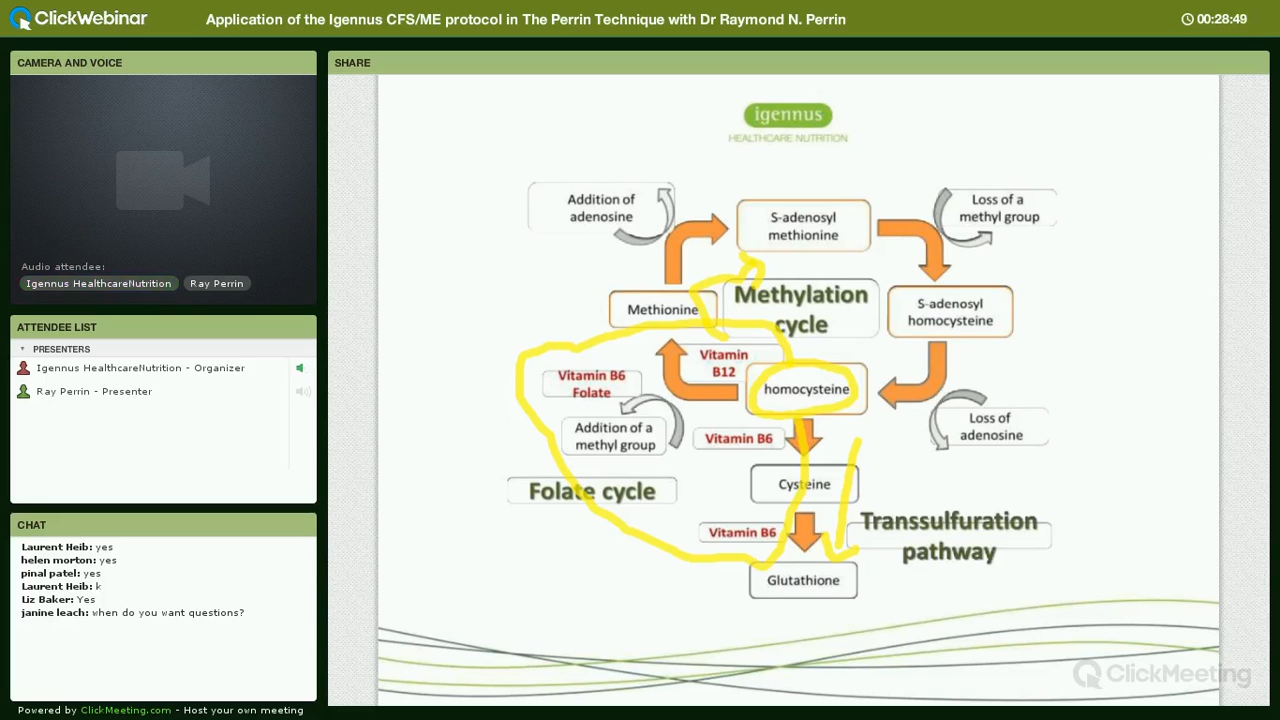 ClickWebinar
Application of the Igennus CFS/ME protocol in The Perrin Technique with Dr Raymond N. Perrin
00:28:49
CAMERA AND VOICE
Audio attendee:
Igennus HealthcareNutrition
Ray Perrin
ATTENDEE LIST
PRESENTERS
Igennus HealthcareNutrition - Organizer
Ray Perrin - Presenter
CHAT
Laurent Heib: yes
helen morton: yes
pinal patel: yes
Laurent Heib: k
Liz Baker: Yes
janine leach: when do you want questions?
Powered by ClickMeeting.com - Host your own meeting
SHARE
igennus
HEALTHCARE NUTRITION
Addition of
adenosine
S-adenosyl
methionine
Loss of a
methyl group
Methionine
Methylation
cycle
S-adenosyl
homocysteine
Vitamin
B12
Vitamin B6
Folate
homocysteine
Addition of a
methyl group
Vitamin B6
Loss of
adenosine
Folate cycle
Cysteine
Vitamin B6
Transsulfuration
pathway
Glutathione
ClickMeeting